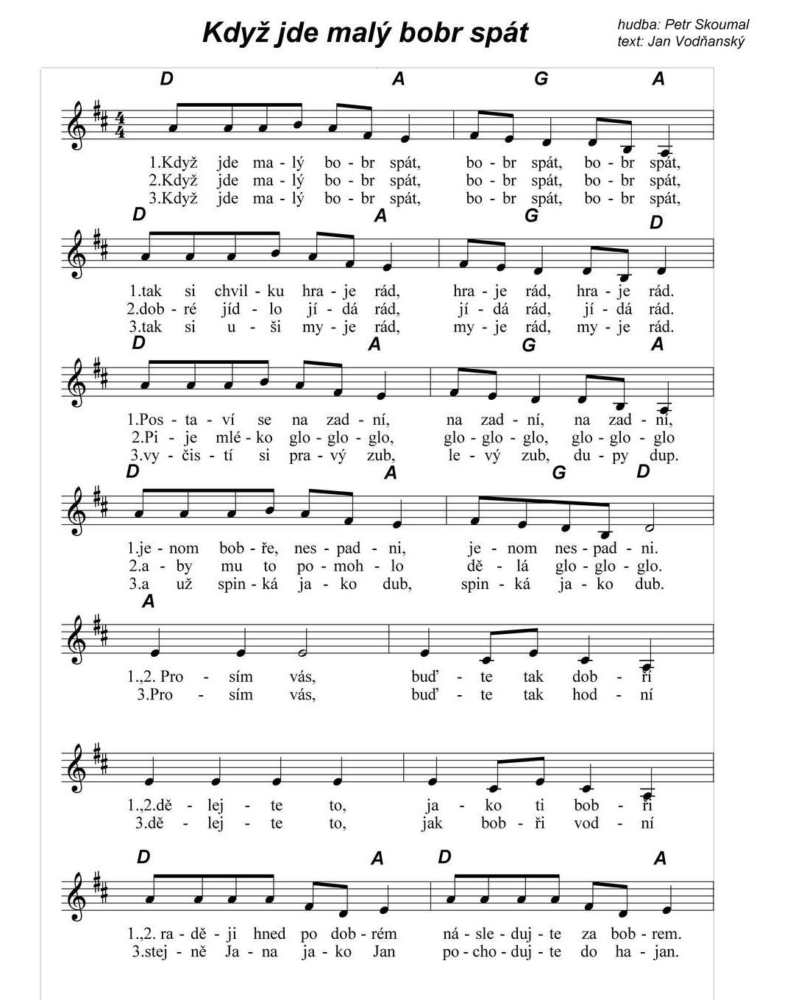 Když jde malý bobr spát
hudba: Petr Skoumal
text: Jan Vodňanský
D A G A
4
4
1.Když jde ma - lý bo - br spát, bo - br spát, bo - br spát,
2.Když jde ma - lý bo - br spát, bo - br spát, bo - br spát,
3.Když jde ma - lý bo - br spát, bo - br spát, bo - br spát,
D A G D
1.tak si chvil - ku hra - je rád, hra - je rád, hra - je rád.
2.dob - ré jíd - lo jí - dá rád, jí - dá rád, jí - dá rád.
3.tak si u - ši my - je rád, my - je rád, my - je rád.
D A G A
1.Pos - ta - ví se na zad - ní, na zad - ní, na zad - ní,
2.Pi - je mlé - ko glo - glo - glo, glo - glo - glo, glo - glo - glo
3.vy - čis - tí si pra - vý zub, le - vý zub, du - py dup.
D A G D
1.je - nom bob - ře, nes - pad - ni, je - nom nes - pad - ni.
2.a - by mu to po - moh - lo dě - lá glo - glo - glo.
3.a už spin - ká ja - ko dub, spin - ká ja - ko dub.
A
1.,2. Pro - sím vás, buď - te tak dob - ří
3.Pro - sím vás, buď - te tak hod - ní
1.,2.dě - lej - te to, ja - ko ti bob - ři
3.dě - lej - te to, jak bob - ři vod - ní
D A D A
1.,2. ra - dě - ji hned po dob - rém ná - sle - duj - te za bob - rem.
3.stej - ně Ja - na ja - ko Jan po - cho - duj - te do ha - jan.